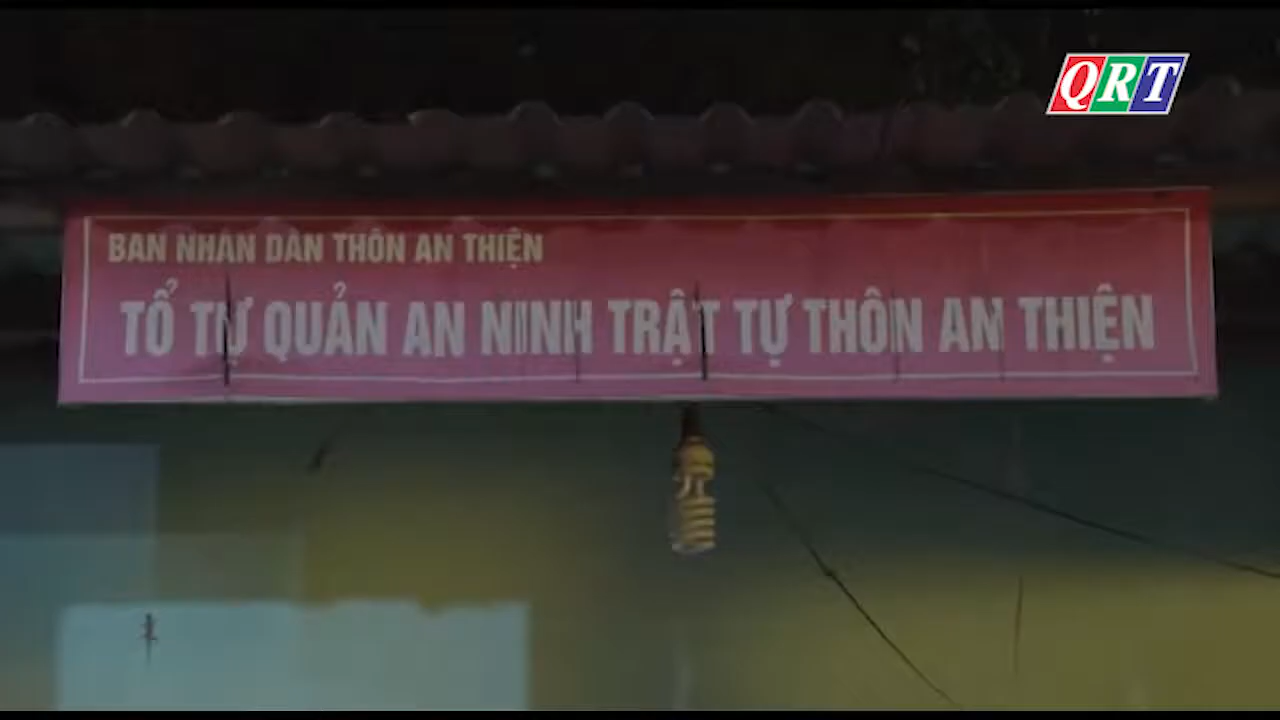 QRT
BAN NHÂN DÂN THÔN AN THIỆN
TỔ TỰ QUẢN AN NINH TRẬT TỰ THÔN AN THIỆN